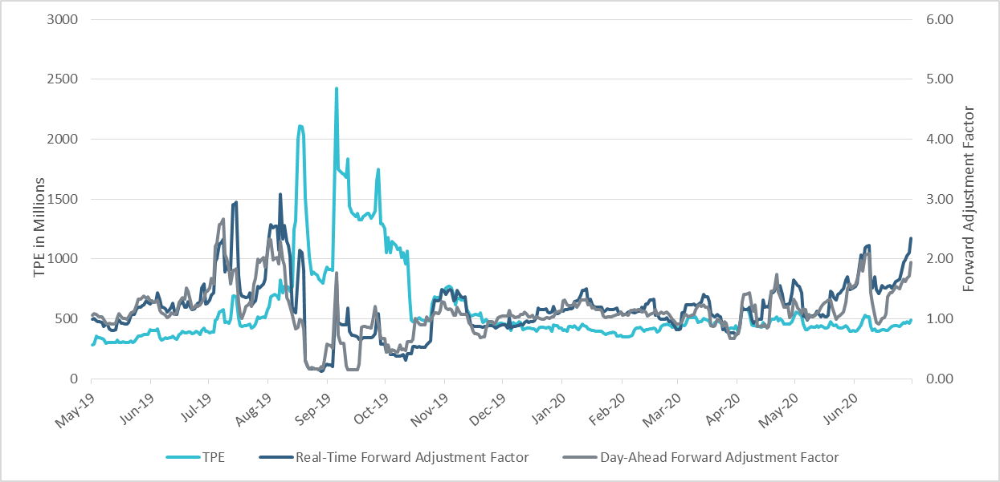 3000
2500
2000
1500
1000
500
0
TPE in Millions
6.00
5.00
4.00
3.00
2.00
1.00
0.00
Forward Adjustment Factor
May-19
Jun-19
Jul-19
Aug-19
Sep-19
Oct-19
Nov-19
Dec-19
Jan-20
Feb-20
Mar-20
Apr-20
May-20
Jun-20
TPE
Real-Time Forward Adjustment Factor
Day-Ahead Forward Adjustment Factor